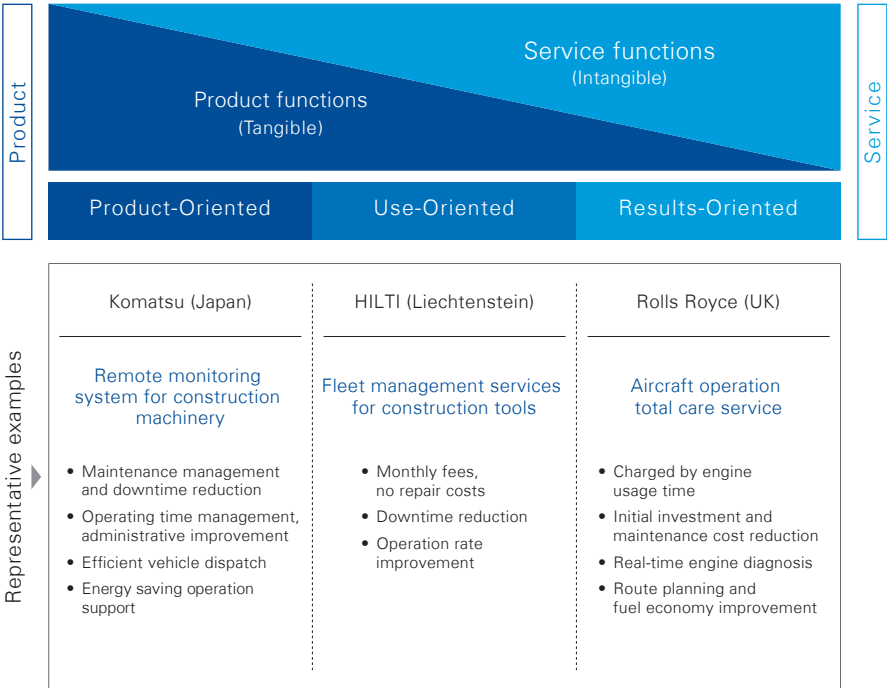 Product
Service functions
(Intangible)
Product functions
(Tangible)
Service
Product-Oriented
Use-Oriented
Results-Oriented
Representative examples
Komatsu (Japan)
Remote monitoring
system for construction
machinery
• Maintenance management
and downtime reduction
• Operating time management,
administrative improvement
• Efficient vehicle dispatch
• Energy saving operation
support
HILTI (Liechtenstein)
Fleet management services
for construction tools
• Monthly fees,
no repair costs
• Downtime reduction
• Operation rate
improvement
Rolls Royce (UK)
Aircraft operation
total care service
• Charged by engine
usage time
• Initial investment and
maintenance cost reduction
• Real-time engine diagnosis
• Route planning and
fuel economy improvement